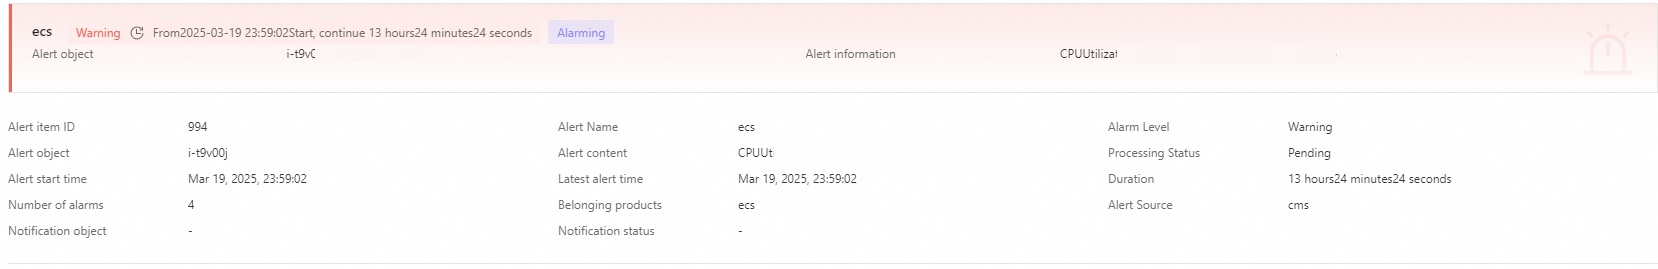 ecs Warning From2025-03-19 23:59:02Start, continue 13 hours24 minutes24 seconds Alarming
Alert object i-t9v0 Alert information CPUUtilizat
Alert item ID 994 Alert Name ecs Alarm Level Warning
Alert object i-t9v00j Alert content CPUUt Processing Status Pending
Alert start time Mar 19, 2025, 23:59:02 Latest alert time Mar 19, 2025, 23:59:02 Duration 13 hours24 minutes24 seconds
Number of alarms 4 Belonging products ecs Alert Source cms
Notification object - Notification status -